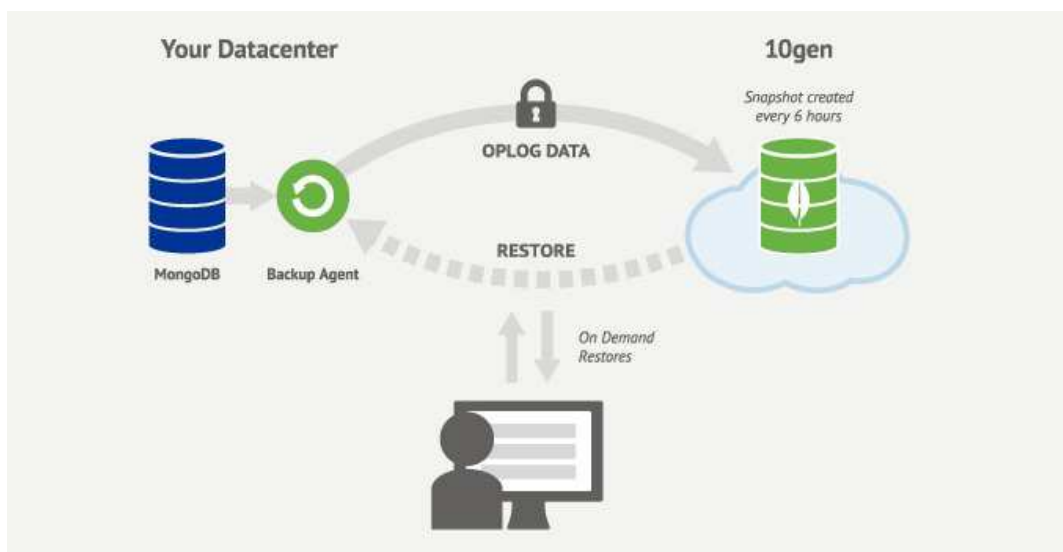 Your Datacenter
10gen
Snapshot created
every 6 hours
OPLOG DATA
MongoDB
Backup Agent
RESTORE
On Demand
Restores